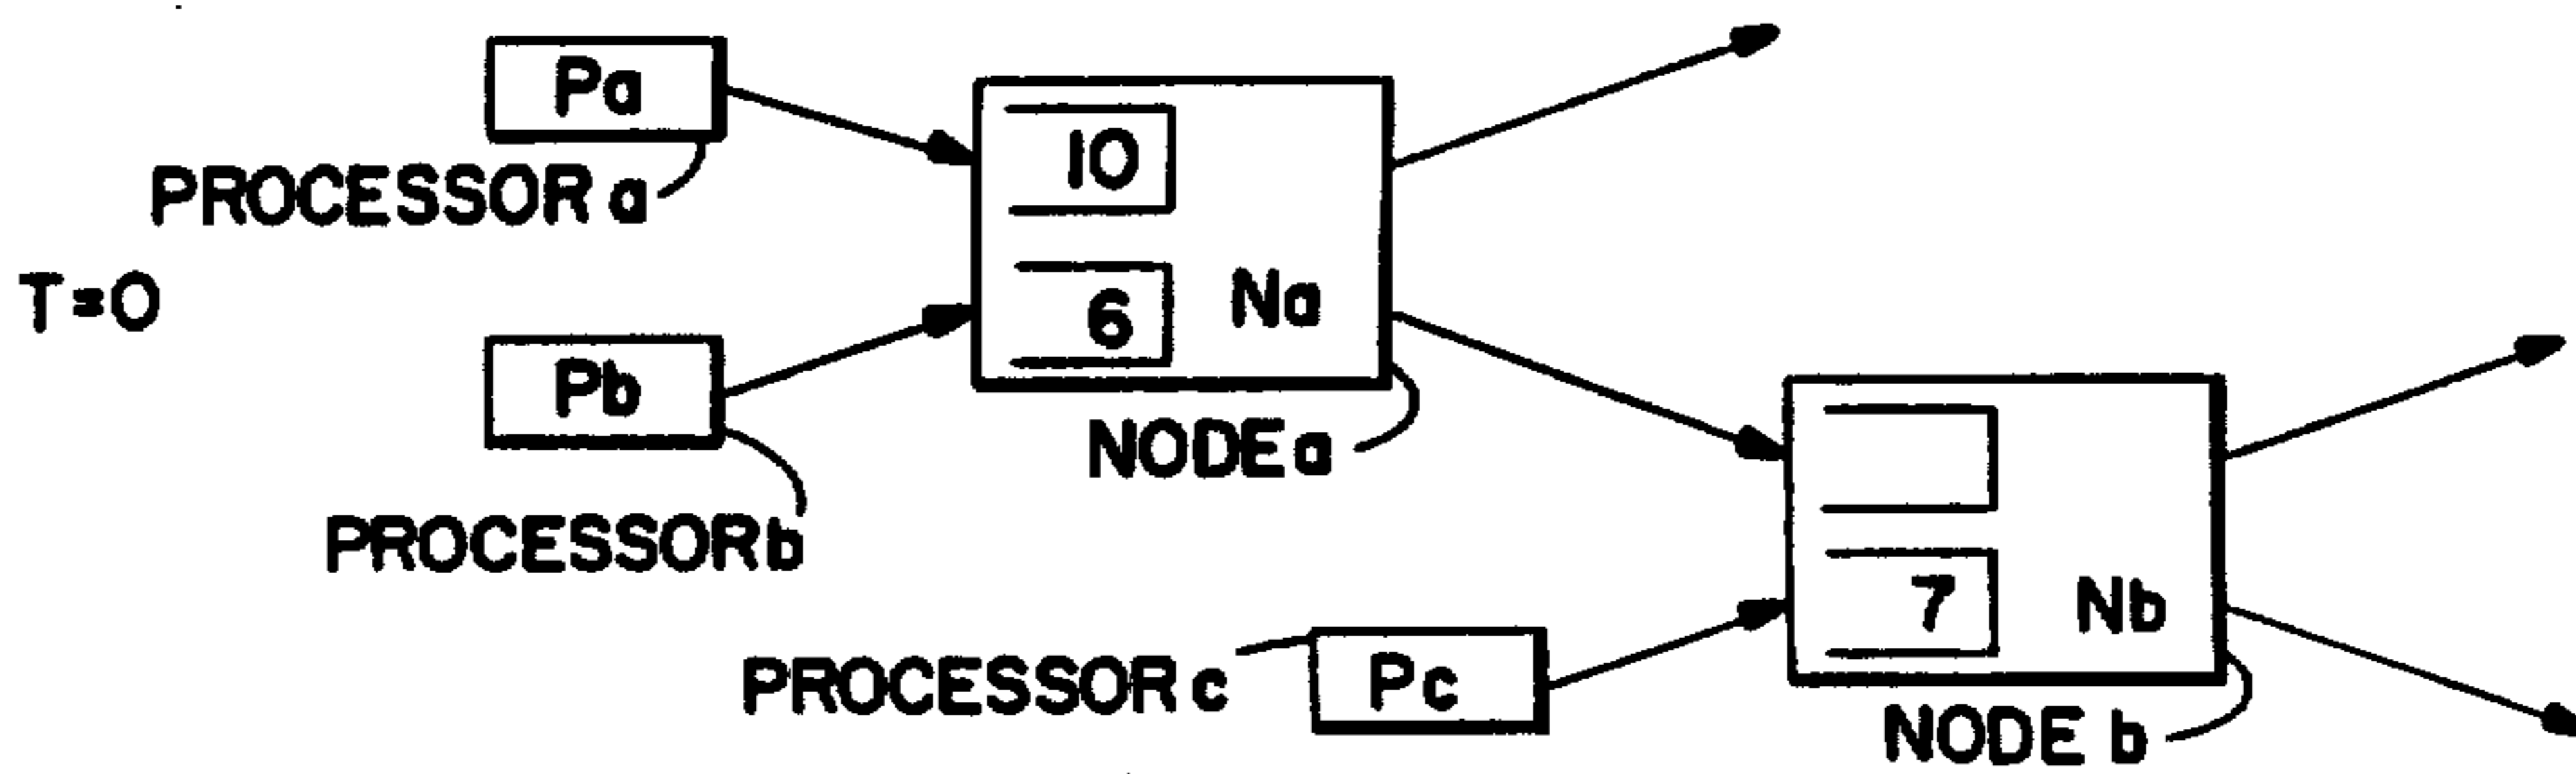 Pa
PROCESSOR a
10
T=0
6
Na
Pb
NODE a
PROCESSOR b
7
Nb
PROCESSOR c
Pc
NODE b